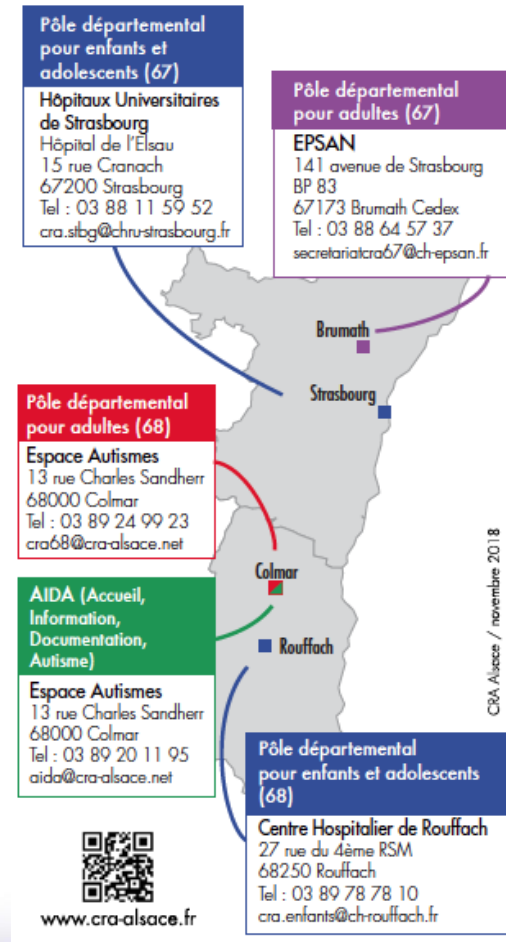 Pôle départemental
pour enfants et
adolescents (67)
Hôpitaux Universitaires
de Strasbourg
Hôpital de l'Elsau
15 rue Cranach
67200 Strasbourg
Tel : 03 88 11 59 52
cra.stbg@chru-strasbourg.fr
Pôle départemental
pour adultes (67)
EPSAN
141 avenue de Strasbourg
BP 83
67173 Brumath Cedex
Tel : 03 88 64 57 37
secretariatcra67@ch-epsan.fr
Brumath
Strasbourg
Pôle départemental
pour adultes (68)
Espace Autismes
13 rue Charles Sandherr
68000 Colmar
Tel : 03 89 24 99 23
cra68@cra-alsace.net
Colmar
AIDA (Accueil,
Information,
Documentation,
Autisme)
Espace Autismes
13 rue Charles Sandherr
68000 Colmar
Tel : 03 89 20 11 95
aida@cra-alsace.net
Rouffach
CRA Alsace / novembre 2018
Pôle départemental
pour enfants et adolescents
(68)
Centre Hospitalier de Rouffach
27 rue du 4ème RSM
68250 Rouffach
Tel : 03 89 78 78 10
cra.enfants@ch-rouffach.fr
www.cra-alsace.fr